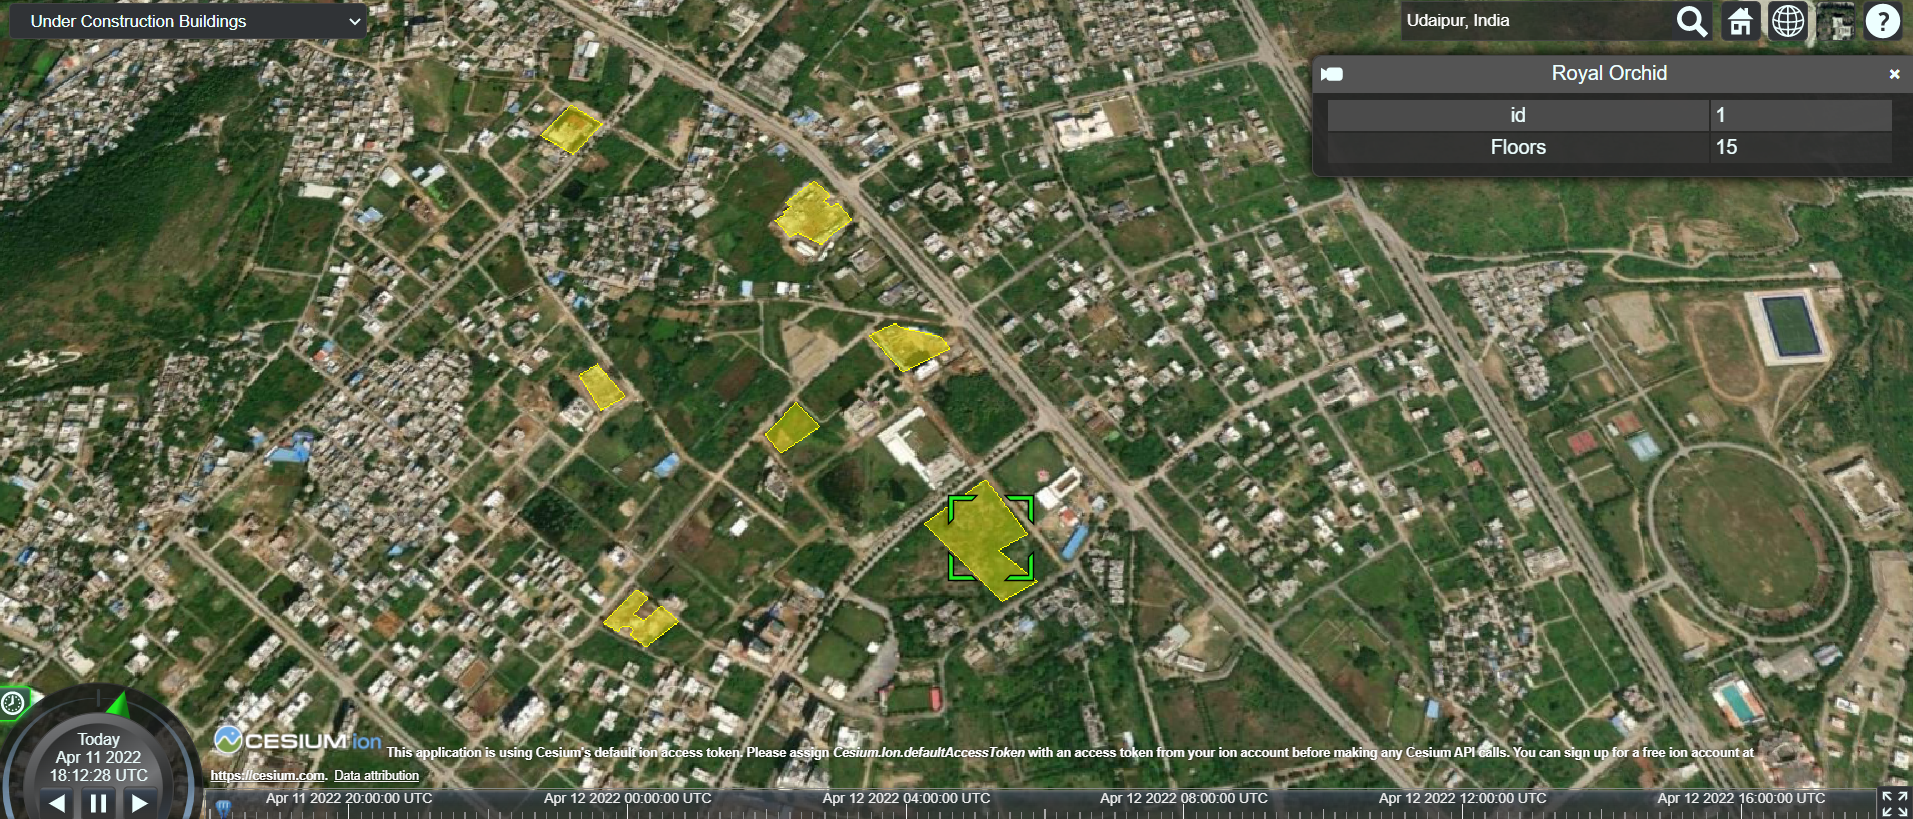 Under Construction Buildings
Udaipur, India
?
Royal Orchid
id 1
Floors 15
Today
Apr 11 2022
18:12:28 UTC
CESIUM ion
This application is using Cesium's default ion access token. Please assign Cesium.Ion.defaultAccessToken with an access token from your ion account before making any Cesium API calls. You can sign up for a free ion account at
https://cesium.com. Data attribution
Apr 11 2022 20:00:00 UTC
Apr 12 2022 00:00:00 UTC
Apr 12 2022 04:00:00 UTC
Apr 12 2022 08:00:00 UTC
Apr 12 2022 12:00:00 UTC
Apr 12 2022 16:00:00 UTC